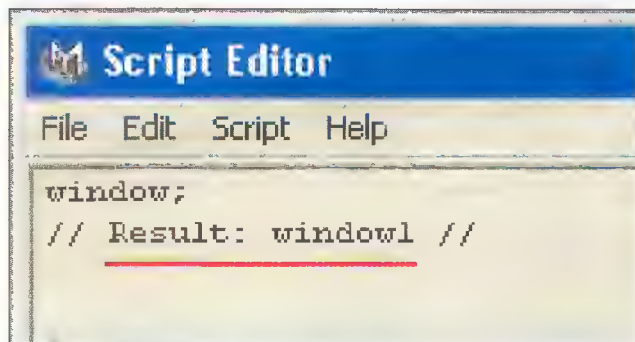 Script Editor
File Edit Script Help
window;
// Result: window1 //